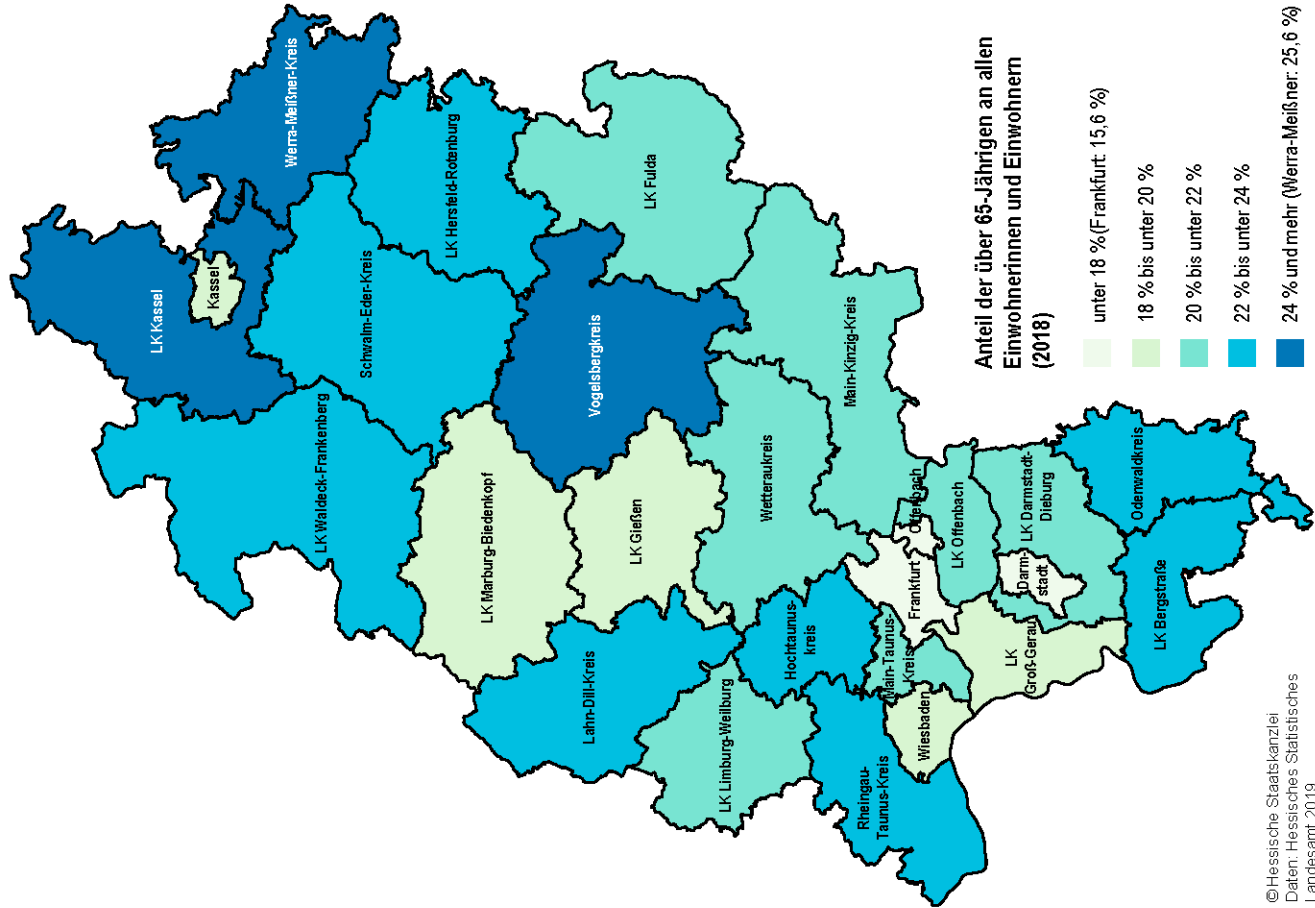 Werra-Meißner-Kreis
LK Kassel
Kassel
LK Hersfeld-Rotenburg
Schwalm-Eder-Kreis
LK Waldeck-Frankenberg
LK Fulda
Vogelsbergkreis
LK Marburg-Biedenkopf
LK Gießen
Lahn-Dill-Kreis
Main-Kinzig-Kreis
Wetteraukreis
Hochtaunus-
kreis
LK Limburg-Weilburg
Rheingau-
Taunus-Kreis
Main-Taunus-
Kreis
Wiesbaden
Frankfurt
Offenbach
LK Offenbach
LK
Groß-Gerau
Darm-
stadt
LK Darmstadt-
Dieburg
Odenwaldkreis
LK Bergstraße
Anteil der über 65-Jährigen an allen
Einwohnerinnen und Einwohnern
(2018)
unter 18 % (Frankfurt: 15,6 %)
18 % bis unter 20 %
20 % bis unter 22 %
22 % bis unter 24 %
24 % und mehr (Werra-Meißner: 25,6 %)
©Hessische Staatskanzlei
Daten: Hessisches Statistisches
Landesamt 2019